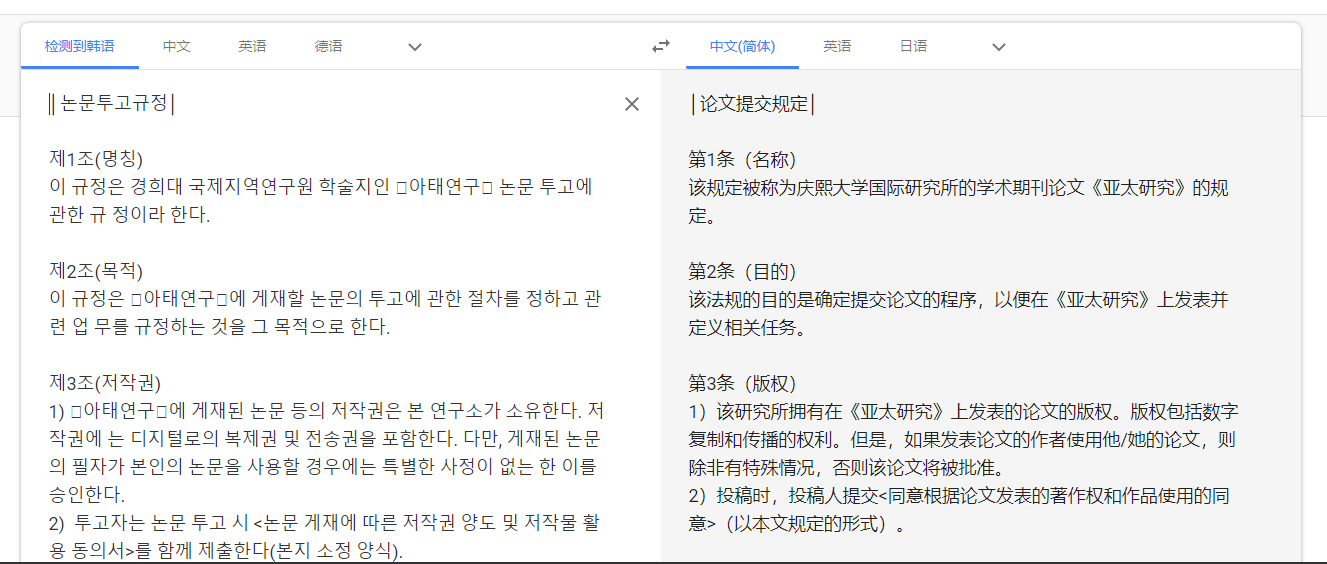 检测到韩语 中文 英语 德语 中文(简体) 英语 日语
|| 논문투고규정|
제1조(명칭)
이 규정은 경희대 국제지역연구원 학술지인 □아태연구□ 논문 투고에
관한 규 정이라 한다.
제2조(목적)
이 규정은 □아태연구□에 게재할 논문의 투고에 관한 절차를 정하고 관
련 업 무를 규정하는 것을 그 목적으로 한다.
제3조(저작권)
1) □아태연구□에 게재된 논문 등의 저작권은 본 연구소가 소유한다. 저
작권에 는 디지털로의 복제권 및 전송권을 포함한다. 다만, 게재된 논문
의 필자가 본인의 논문을 사용할 경우에는 특별한 사정이 없는 한 이를
승인한다.
2) 투고자는 논문 투고 시 <논문 게재에 따른 저작권 양도 및 저작물 활
용 동의서>를 함께 제출한다(본지 소정 양식).
|论文提交规定|
第1条（名称）
该规定被称为庆熙大学国际研究所的学术期刊论文《亚太研究》的规
定。
第2条（目的）
该法规的目的是确定提交论文的程序，以便在《亚太研究》上发表并
定义相关任务。
第3条（版权）
1）该研究所拥有在《亚太研究》上发表的论文的版权。版权包括数字
复制和传播的权利。但是，如果发表论文的作者使用他/她的论文，则
除非有特殊情况，否则该论文将被批准。
2）投稿时，投稿人提交<同意根据论文发表的著作权和作品使用的同
意>（以本文规定的形式）。